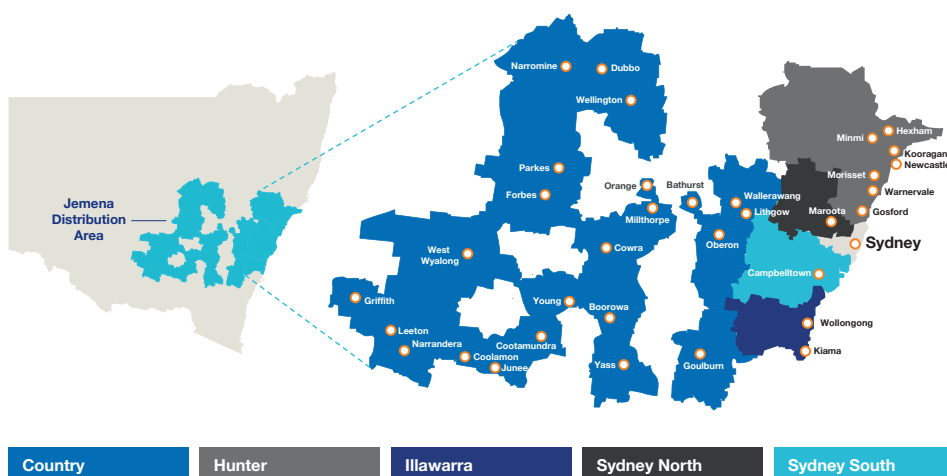 Jemena
Distribution
Area
Narromine
Dubbo
Wellington
Parkes
Forbes
Orange
Bathurst
Millthorpe
Wallerawang
Lithgow
Oberon
Cowra
West
Wyalong
Griffith
Leeton
Narrandera
Coolamon
Junee
Cootamundra
Young
Boorowa
Yass
Goulburn
Minmi
Hexham
Kooragan
Newcastle
Morisset
Warnervale
Maroota
Gosford
Sydney
Campbelltown
Wollongong
Kiama
Country
Hunter
Illawarra
Sydney North
Sydney South